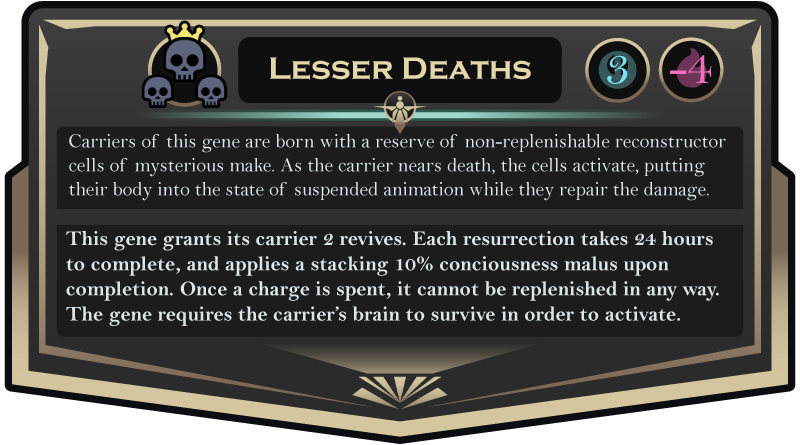 LESSER DEATHS
3
-4
Carriers of this gene are born with a reserve of non-replenishable reconstructor
cells of mysterious make. As the carrier nears death, the cells activate, putting
their body into the state of suspended animation while they repair the damage.
This gene grants its carrier 2 revives. Each resurrection takes 24 hours
to complete, and applies a stacking 10% conciousness malus upon
completion. Once a charge is spent, it cannot be replenished in any way.
The gene requires the carrier's brain to survive in order to activate.